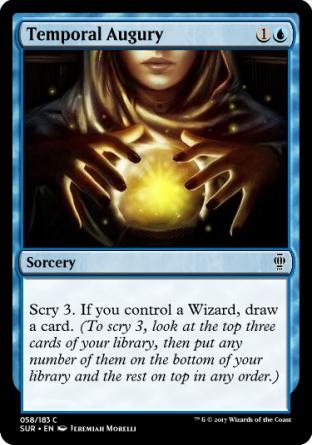 Temporal Augury 1
Sorcery
Scry 3. If you control a Wizard, draw
a card. (To scry 3, look at the top three
cards of your library, then put any
number of them on the bottom of your
library and the rest on top in any order.)
058/183 C
SUR • EN Jeremiah Morelli
™ & © 2017 Wizards of the Coast